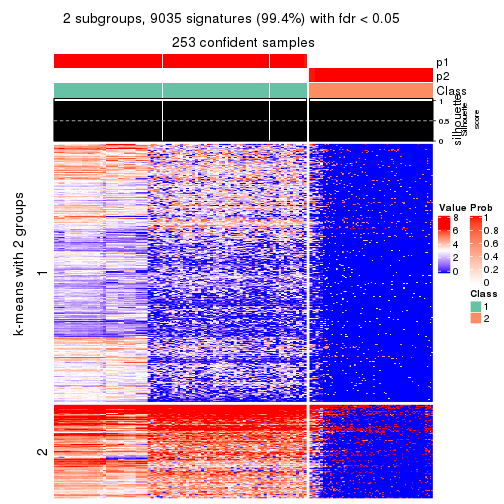 2 subgroups, 9035 signatures (99.4%) with fdr < 0.05
253 confident samples
p1
p2
Class
silhouette
1
0.5
0
Silhouette
score
k-means with 2 groups
1
2
Value
8
6
4
2
0
Prob
1
0.8
0.6
0.4
0.2
0
Class
1
2